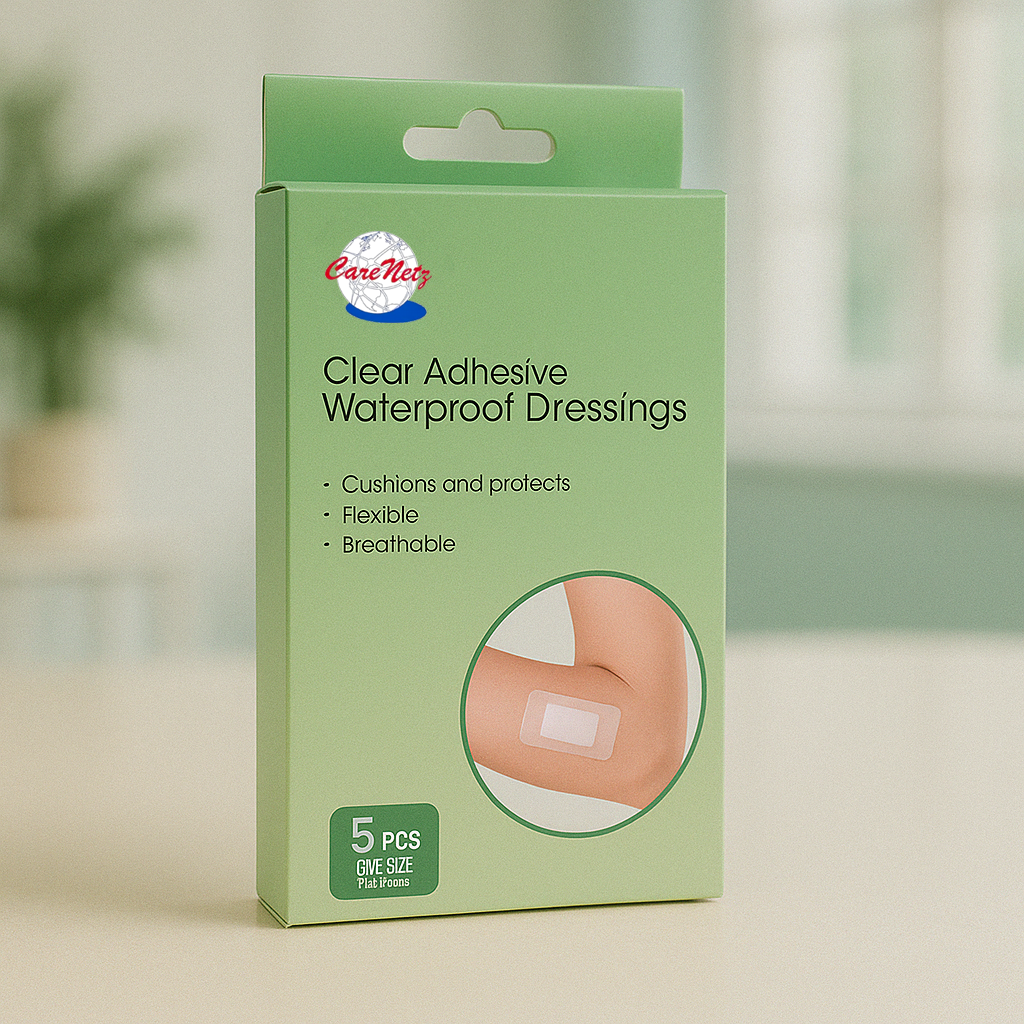 CareNetz
Clear Adhesive
Waterproof Dressings
· Cushions and protects
· Flexible
· Breathable
5 PCS
GIVE SIZE